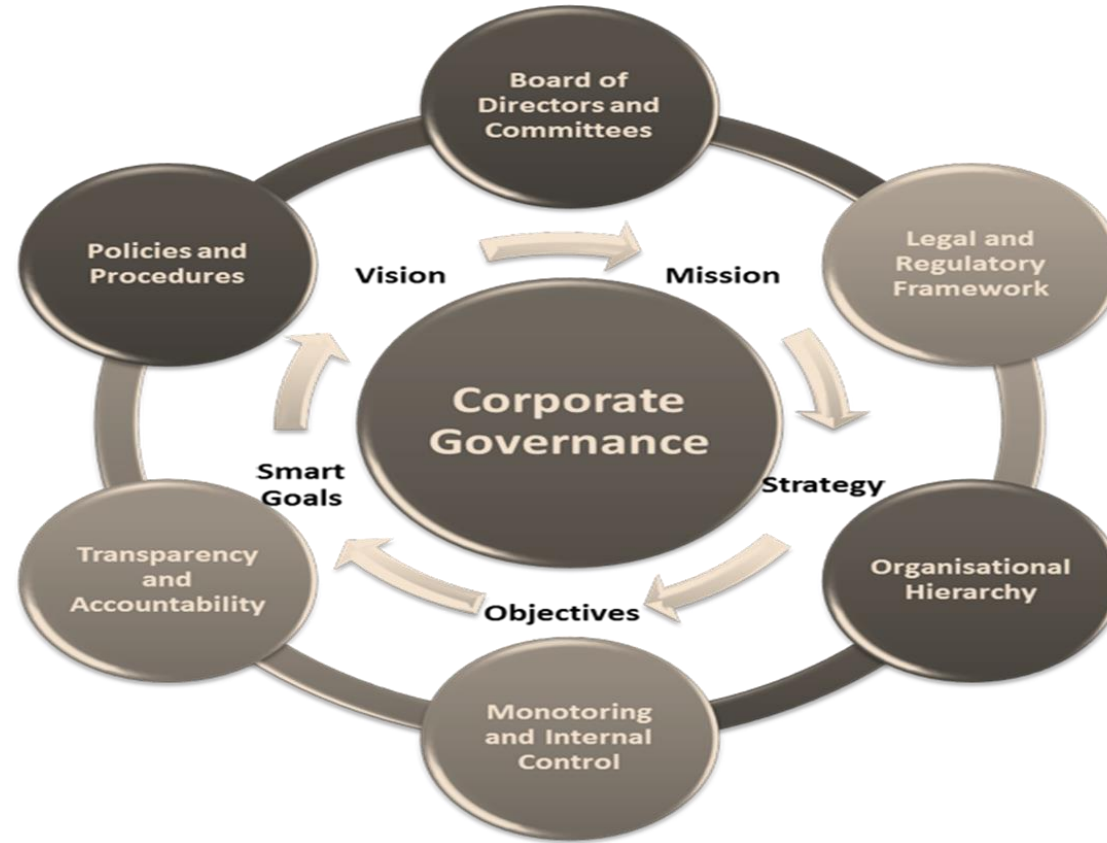 Board of
Directors and
Committees
Policies and
Procedures
Legal and
Regulatory
Framework
Vision
Mission
Corporate
Governance
Smart
Goals
Strategy
Transparency
and
Accountability
Organisational
Hierarchy
Objectives
Monotoring
and Internal
Control